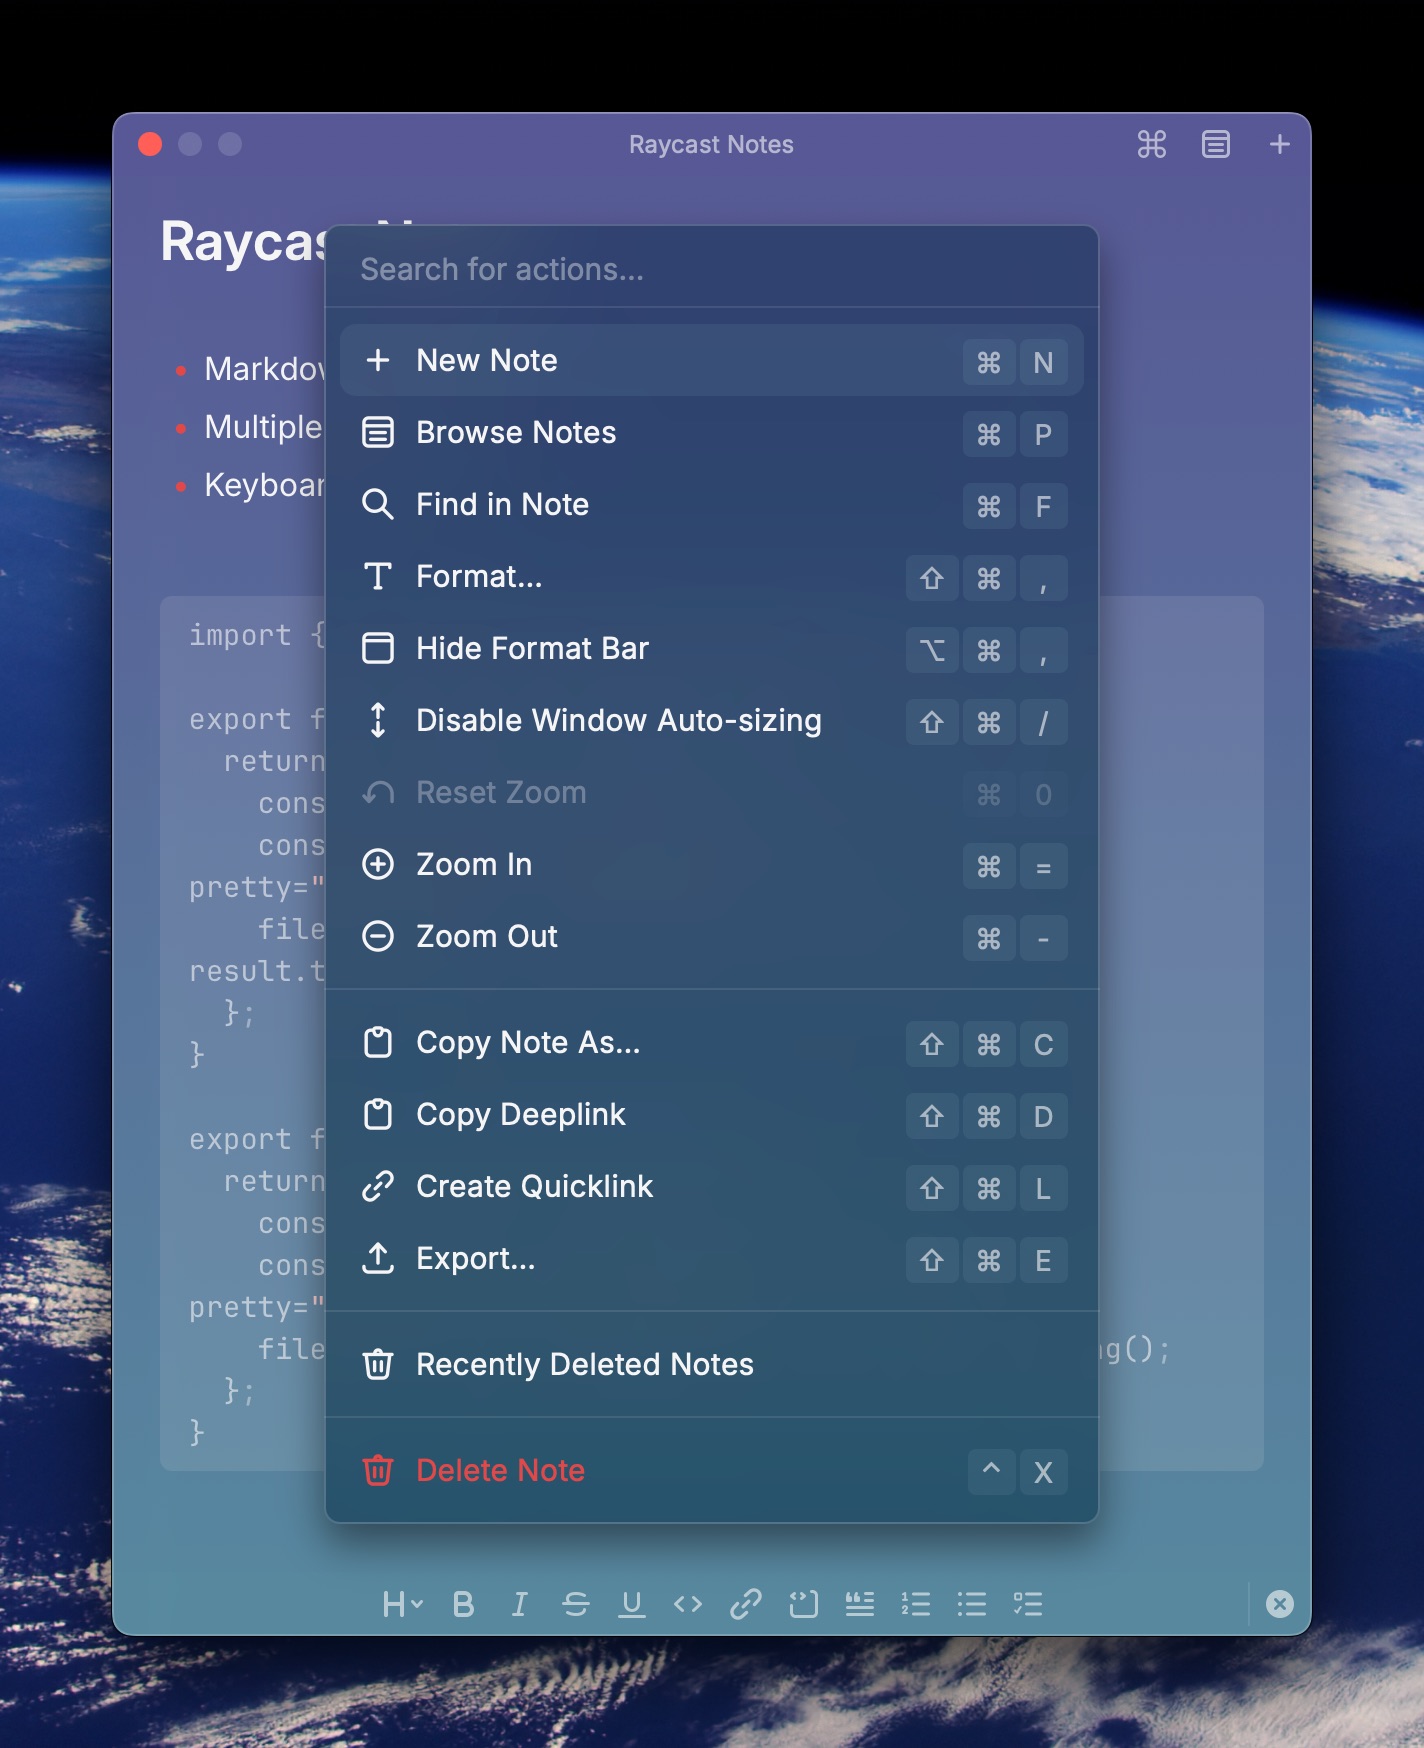 Raycast Notes
Raycas
Search for actions...
New Note ⌘ N
Browse Notes ⌘ P
Find in Note ⌘ F
Format... ⇧ ⌘ ,
Hide Format Bar ⌥ ⌘ ,
Disable Window Auto-sizing ⇧ ⌘ /
Reset Zoom ⌘ 0
Zoom In ⌘ =
Zoom Out ⌘ -
Copy Note As... ⇧ ⌘ C
Copy Deeplink ⇧ ⌘ D
Create Quicklink ⇧ ⌘ L
Export... ⇧ ⌘ E
Recently Deleted Notes
Delete Note ^ X
Markdow
Multiple
Keyboar
import {
export f
return
cons
cons
pretty="
file
result.t
};
}
export f
return
cons
cons
pretty="
file g();
};
}
H B I S U <>